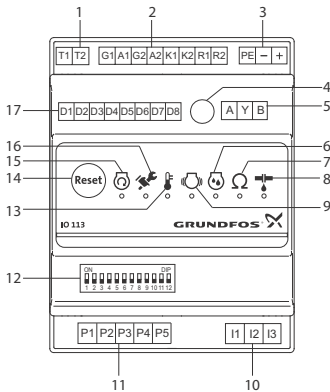 1 2 3
T1 T2 G1 A1 G2 A2 K1 K2 R1 R2 PE − +
4
17 D1 D2 D3 D4 D5 D6 D7 D8 A Y B 5
16 6
15 7
14 Reset Ω 8
13 9
IO 113 GRUNDFOS
ON DIP
12
1 2 3 4 5 6 7 8 9 10 11 12
P1 P2 P3 P4 P5 I1 I2 I3
11 10